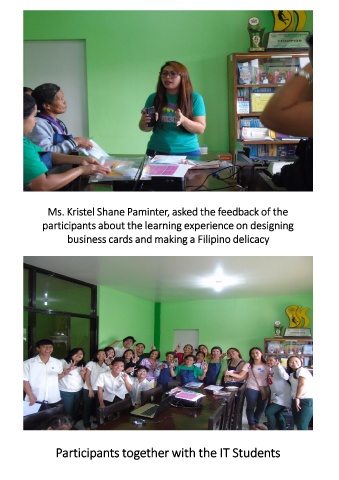 Ms. Kristel Shane Paminter, asked the feedback of the
participants about the learning experience on designing
business cards and making a Filipino delicacy
Participants together with the IT Students